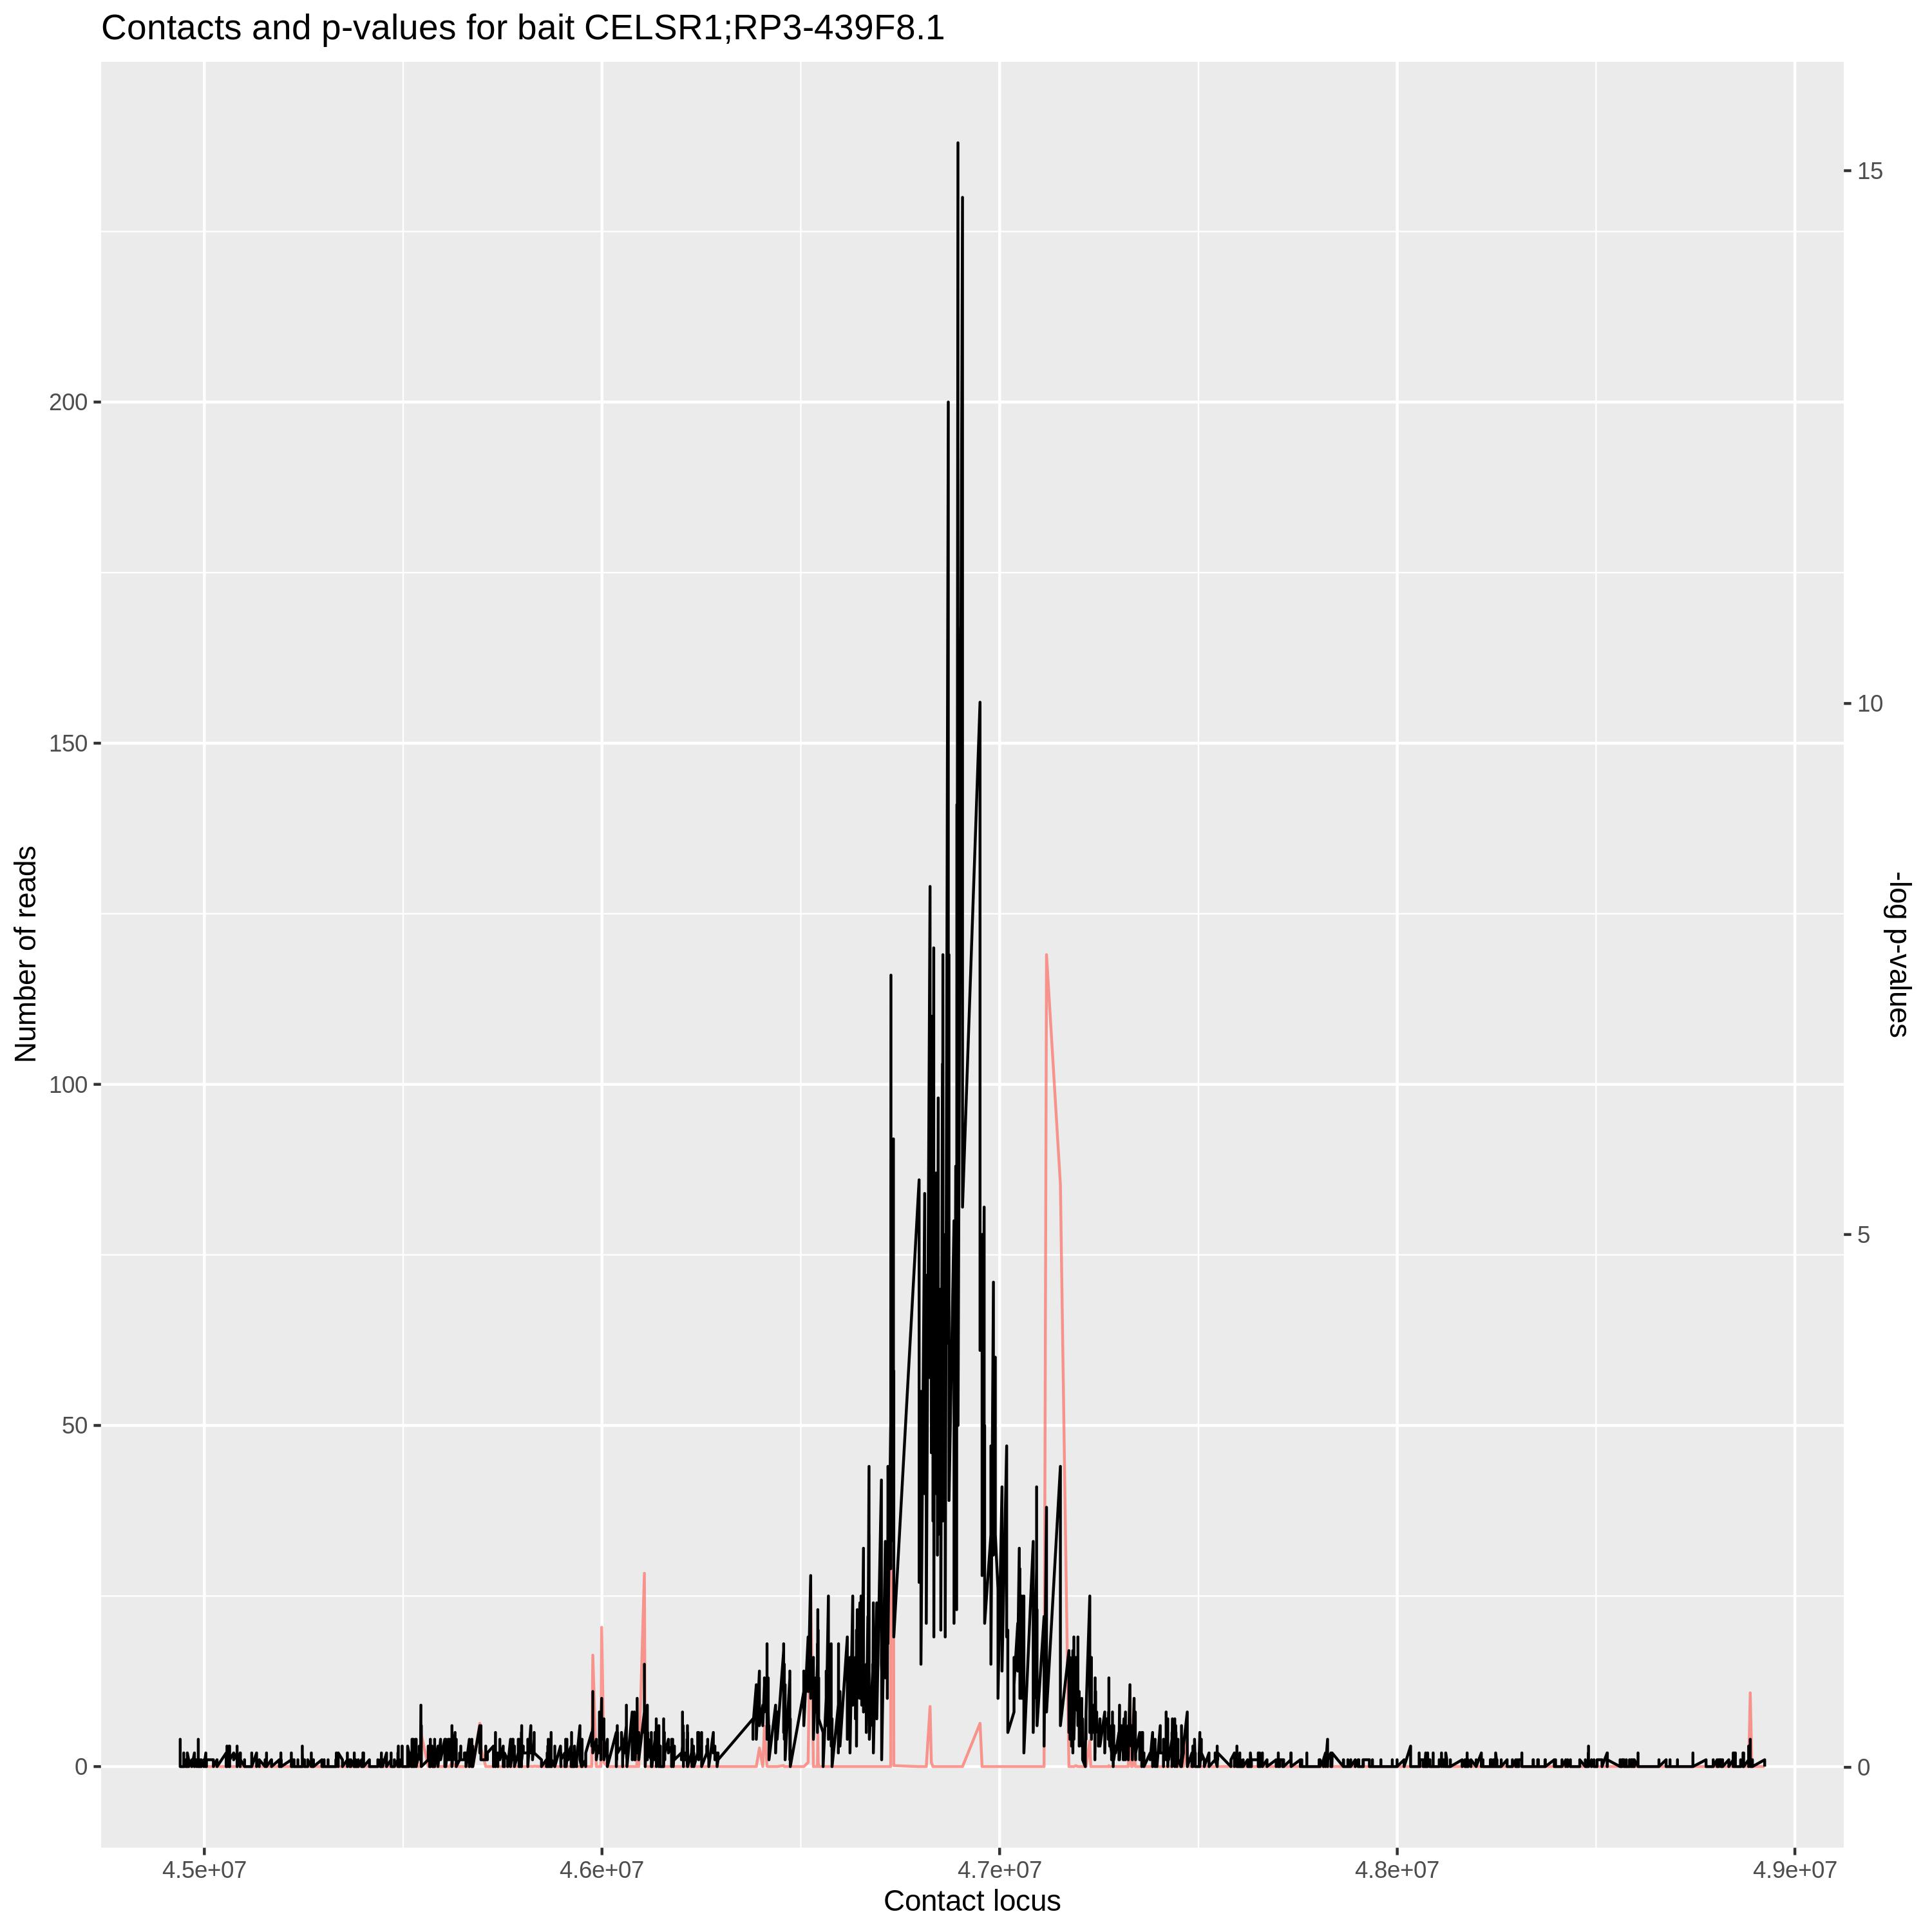 Contacts and p-values for bait CELSR1;RP3-439F8.1
Number of reads
200
150
100
50
0
15
10
5
0
-log p-values
4.5e+07
4.6e+07
4.7e+07
4.8e+07
4.9e+07
Contact locus